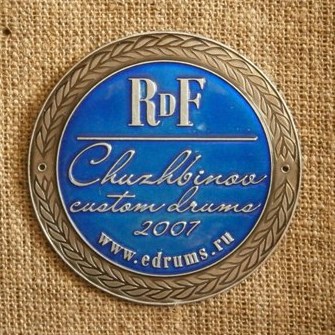 RDF
Chuzhbinov
custom drums
2007
www.edrums.ru